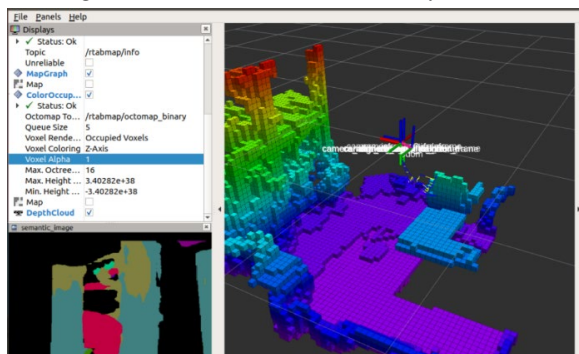 File Panels Help
Displays
Status: Ok
Topic /rtabmap/info
Unreliable
MapGraph
Map
ColorOccup...
Status: Ok
Octomap To... /rtabmap/octomap_binary
Queue Size 5
Voxel Rende... Occupied Voxels
Voxel Coloring Z-Axis
Voxel Alpha 1
Max. Octree... 16
Max. Height ... 3.40282e+38
Min. Height ... -3.40282e+38
Map
DepthCloud
semantic_image